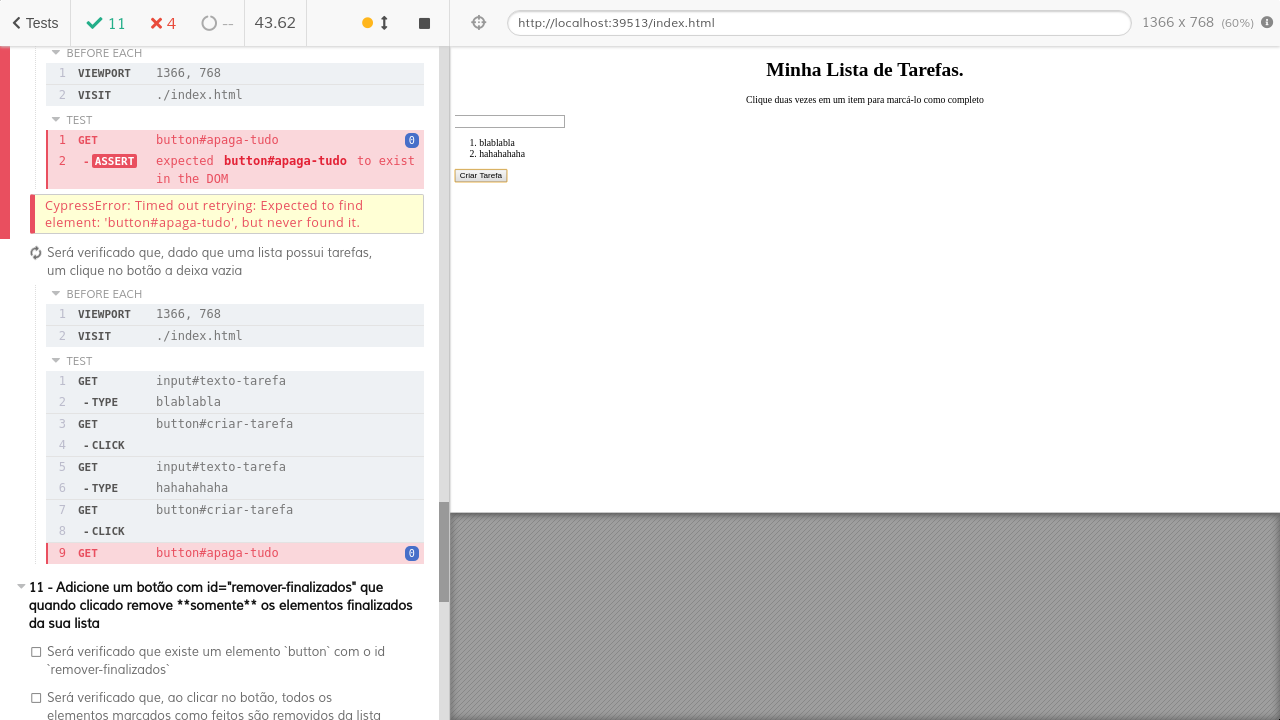 Tests
11
4
--
43.62
http://localhost:39513/index.html
1366 x 768 (60%)
BEFORE EACH
1 VIEWPORT 1366, 768
2 VISIT ./index.html
TEST
1 GET button#apaga-tudo 0
2 -ASSERT expected button#apaga-tudo to exist
in the DOM
CypressError: Timed out retrying: Expected to find
element: 'button#apaga-tudo', but never found it.
Será verificado que, dado que uma lista possui tarefas,
um clique no botão a deixa vazia
BEFORE EACH
1 VIEWPORT 1366, 768
2 VISIT ./index.html
TEST
1 GET input#texto-tarefa
2 -TYPE blablabla
3 GET button#criar-tarefa
4 -CLICK
5 GET input#texto-tarefa
6 -TYPE hahahahaha
7 GET button#criar-tarefa
8 -CLICK
9 GET button#apaga-tudo 0
11 - Adicione um botão com id="remover-finalizados" que
quando clicado remove **somente** os elementos finalizados
da sua lista
Será verificado que existe um elemento `button` com o id
`remover-finalizados`
Será verificado que, ao clicar no botão, todos os
elementos marcados como feitos são removidos da lista
Minha Lista de Tarefas.
Clique duas vezes em um item para marcá-lo como completo
1. blablabla
2. hahahahaha
Criar Tarefa